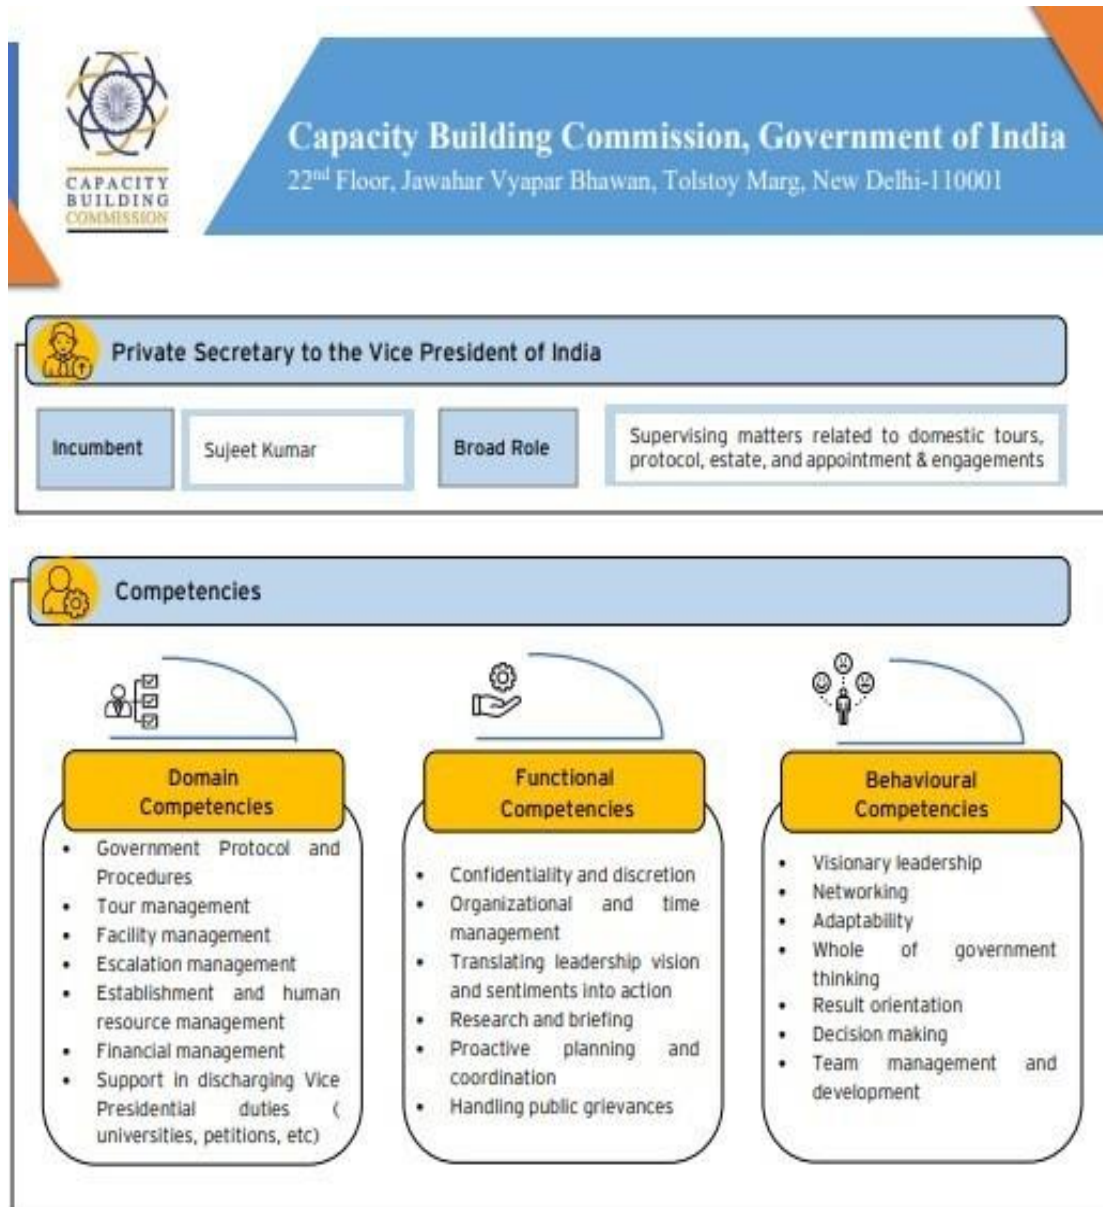 CAPACITY
BUILDING
COMMISSION
Capacity Building Commission, Government of India
22nd Floor, Jawahar Vyapar Bhawan, Tolstoy Marg, New Delhi-110001
Private Secretary to the Vice President of India
Incumbent
Sujeet Kumar
Broad Role
Supervising matters related to domestic tours,
protocol, estate, and appointment & engagements
Competencies
Domain
Competencies
• Government Protocol and
Procedures
• Tour management
• Facility management
• Escalation management
• Establishment and human
resource management
• Financial management
• Support in discharging Vice
Presidential duties (
universities, petitions, etc)
Functional
Competencies
• Confidentiality and discretion
• Organizational and time
management
• Translating leadership vision
and sentiments into action
• Research and briefing
• Proactive planning and
coordination
• Handling public grievances
Behavioural
Competencies
• Visionary leadership
• Networking
• Adaptability
• Whole of government
thinking
• Result orientation
• Decision making
• Team management and
development